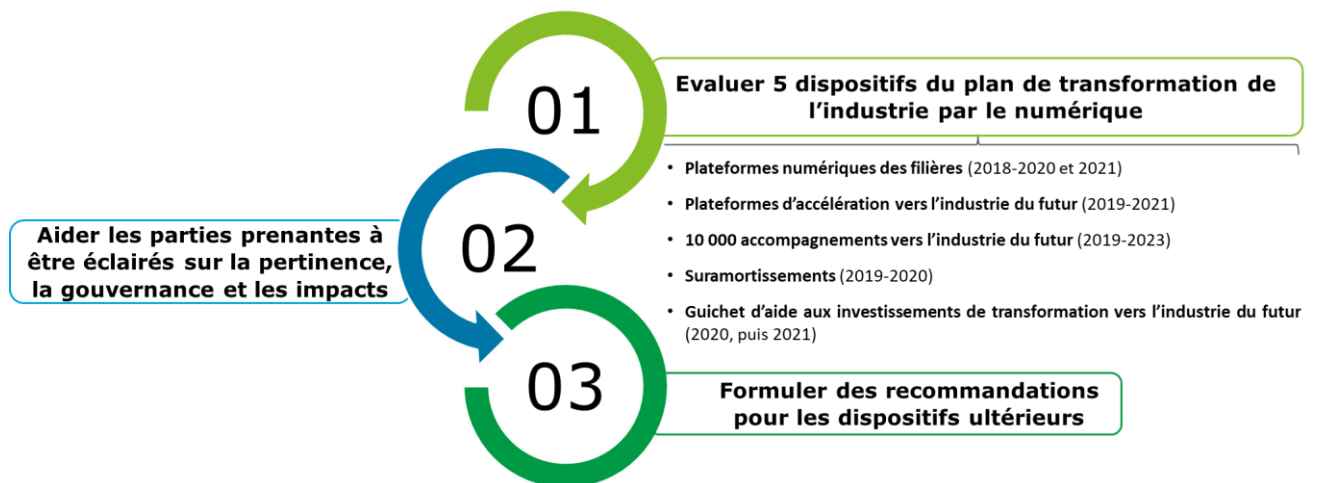 01
Evaluer 5 dispositifs du plan de transformation de
l'industrie par le numérique
• Plateformes numériques des filières (2018-2020 et 2021)
• Plateformes d'accélération vers l'industrie du futur (2019-2021)
• 10 000 accompagnements vers l'industrie du futur (2019-2023)
• Suramortissements (2019-2020)
• Guichet d'aide aux investissements de transformation vers l'industrie du futur
(2020, puis 2021)
02
Aider les parties prenantes à
être éclairés sur la pertinence,
la gouvernance et les impacts
03
Formuler des recommandations
pour les dispositifs ultérieurs